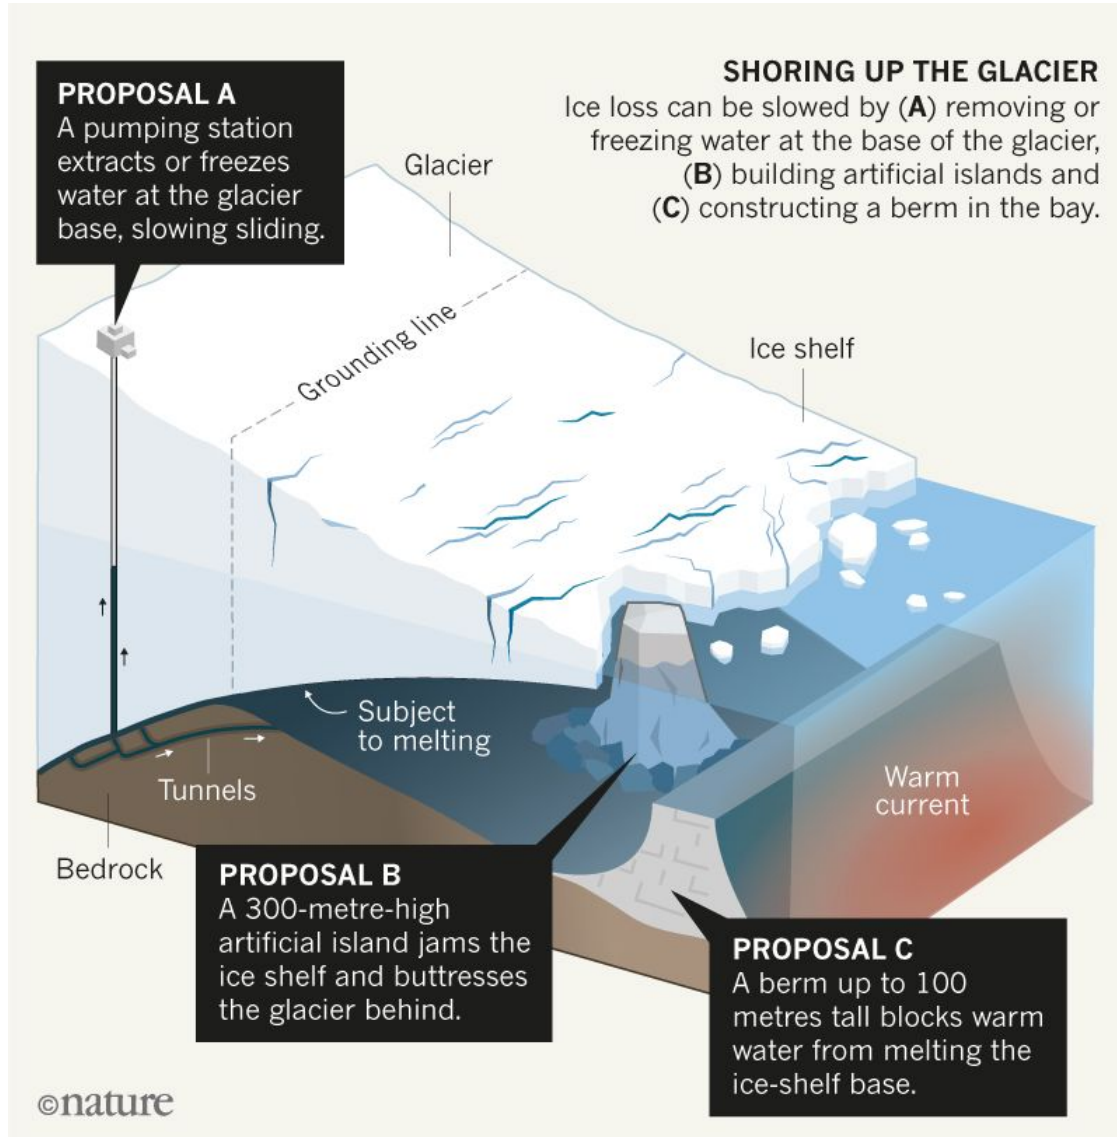 PROPOSAL A
A pumping station
extracts or freezes
water at the glacier
base, slowing sliding.
SHORING UP THE GLACIER
Ice loss can be slowed by (A) removing or
freezing water at the base of the glacier,
(B) building artificial islands and
(C) constructing a berm in the bay.
Glacier
Grounding line
Ice shelf
Subject
to melting
Tunnels
Warm
current
Bedrock
PROPOSAL B
A 300-metre-high
artificial island jams the
ice shelf and buttresses
the glacier behind.
PROPOSAL C
A berm up to 100
metres tall blocks warm
water from melting the
ice-shelf base.
©nature